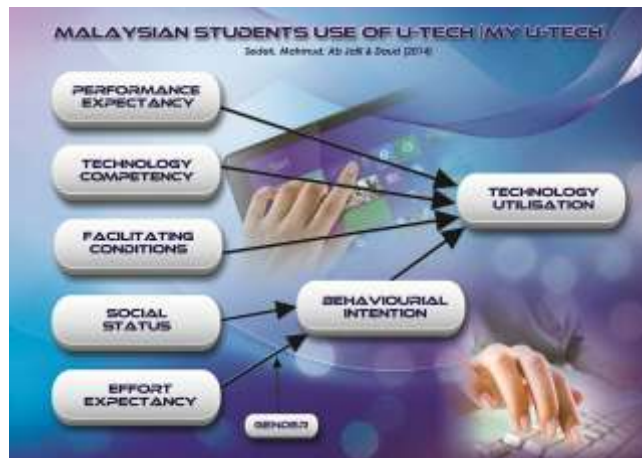 MALAYSIAN STUDENTS USE OF U-TECH (MY U-TECH)
Sedek, Mahmud, Ab Jalil & Daud (2014)
PERFORMANCE
EXPECTANCY
TECHNOLOGY
COMPETENCY
FACILITATING
CONDITIONS
SOCIAL
STATUS
EFFORT
EXPECTANCY
TECHNOLOGY
UTILISATION
BEHAVIOURIAL
INTENTION
GENDER